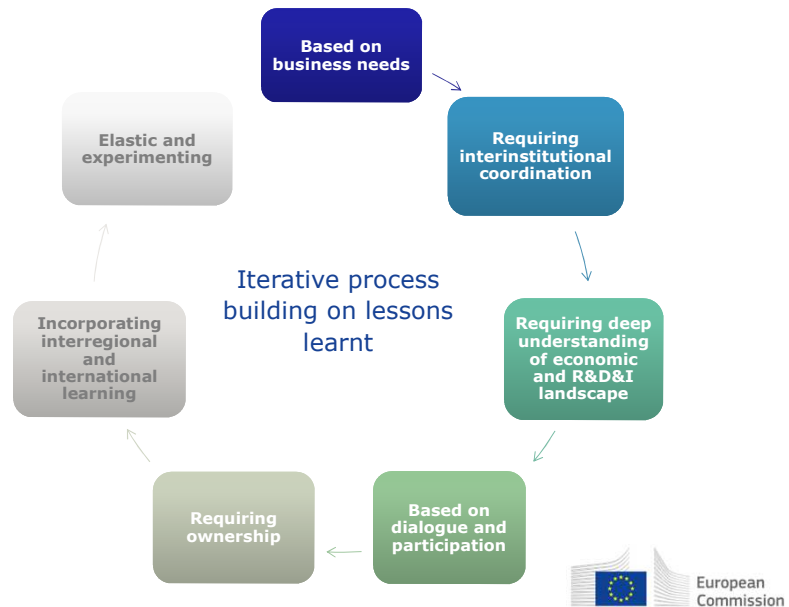 Based on
business needs
Requiring
interinstitutional
coordination
Requiring deep
understanding
of economic
and R&D&I
landscape
Based on
dialogue and
participation
Requiring
ownership
Incorporating
interregional
and
international
learning
Elastic and
experimenting
Iterative process
building on lessons
learnt
European
Commission